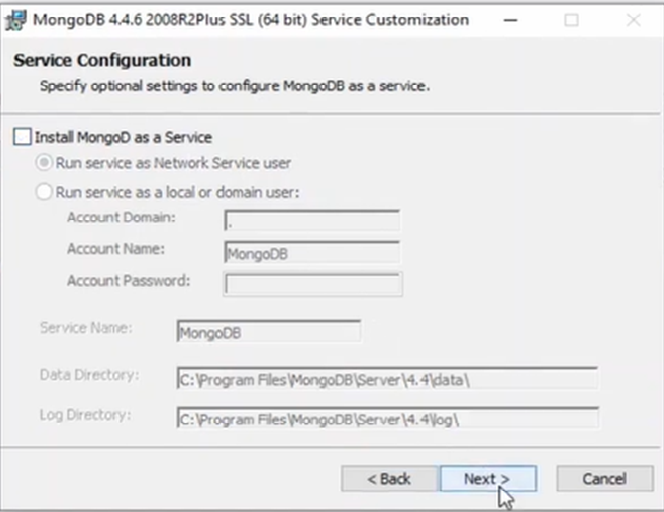 MongoDB 4.4.6 2008R2Plus SSL (64 bit) Service Customization
Service Configuration
Specify optional settings to configure MongoDB as a service.
Install MongoD as a Service
Run service as Network Service user
Run service as a local or domain user:
Account Domain: .
Account Name: MongoDB
Account Password:
Service Name: MongoDB
Data Directory: C:\Program Files\MongoDB\Server\4.4\data\
Log Directory: C:\Program Files\MongoDB\Server\4.4\log\
< Back Next > Cancel